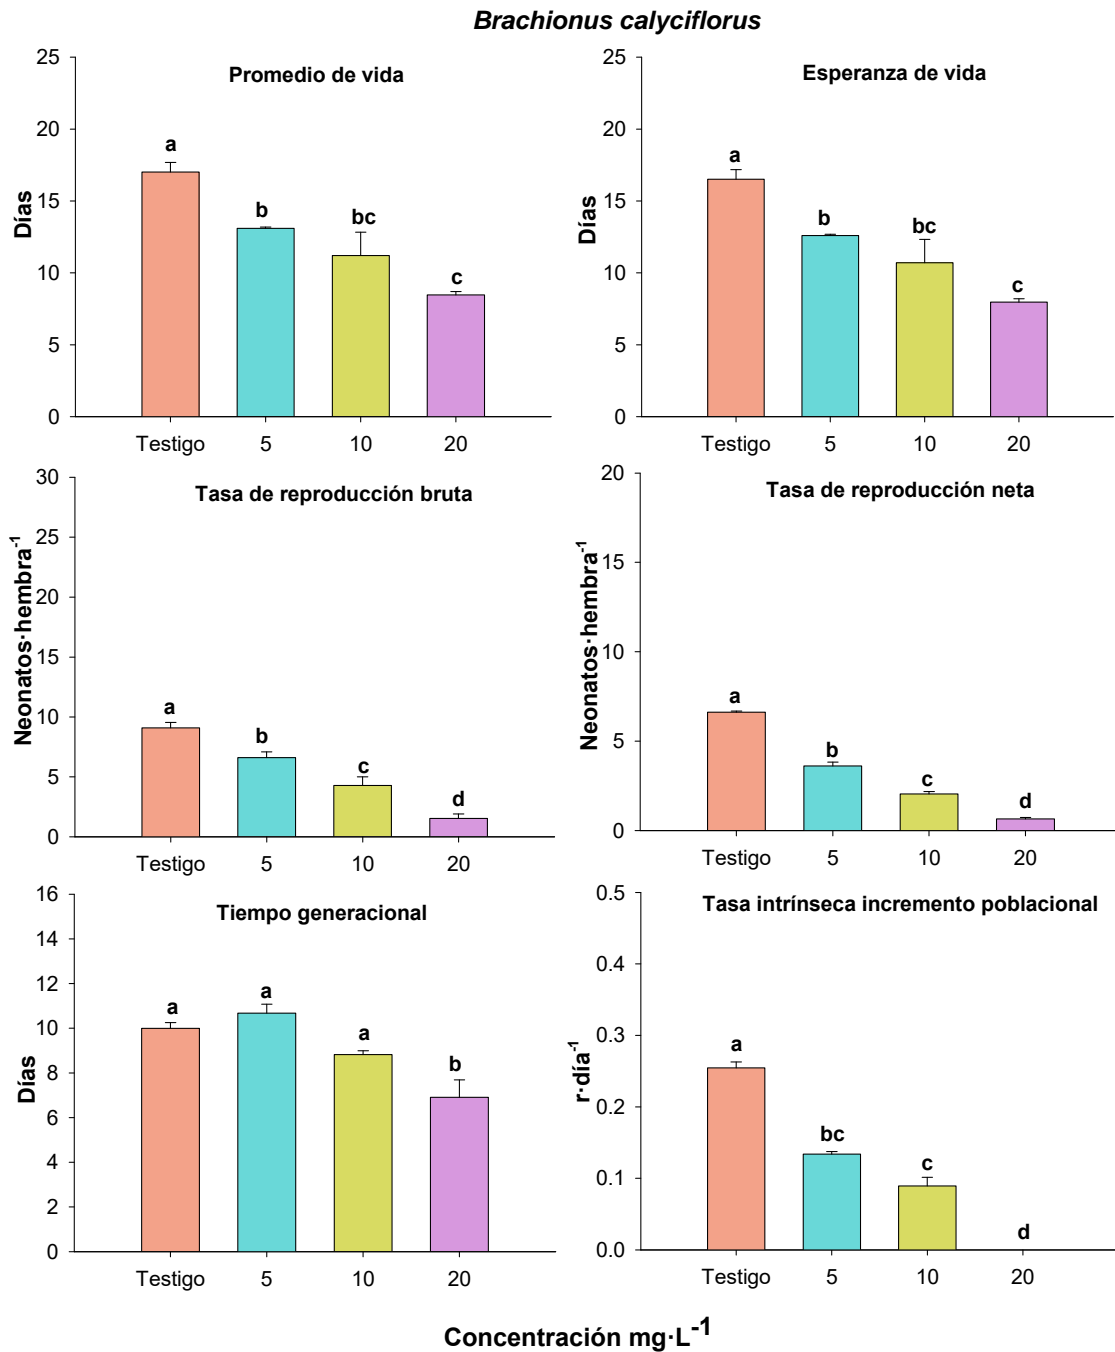 Brachionus calyciflorus
Promedio de vida
Días
25
20
15
10
5
0
a
b
bc
c
Testigo 5 10 20
Esperanza de vida
Días
25
20
15
10
5
0
a
b
bc
c
Testigo 5 10 20
Tasa de reproducción bruta
Neonatos·hembra⁻¹
30
25
20
15
10
5
0
a
b
c
d
Testigo 5 10 20
Tasa de reproducción neta
Neonatos·hembra⁻¹
20
15
10
5
0
a
b
c
d
Testigo 5 10 20
Tiempo generacional
Días
16
14
12
10
8
6
4
2
0
a
a
a
b
Testigo 5 10 20
Tasa intrínseca incremento poblacional
r·día⁻¹
0.5
0.4
0.3
0.2
0.1
0.0
a
bc
c
d
Testigo 5 10 20
Concentración mg·L⁻¹